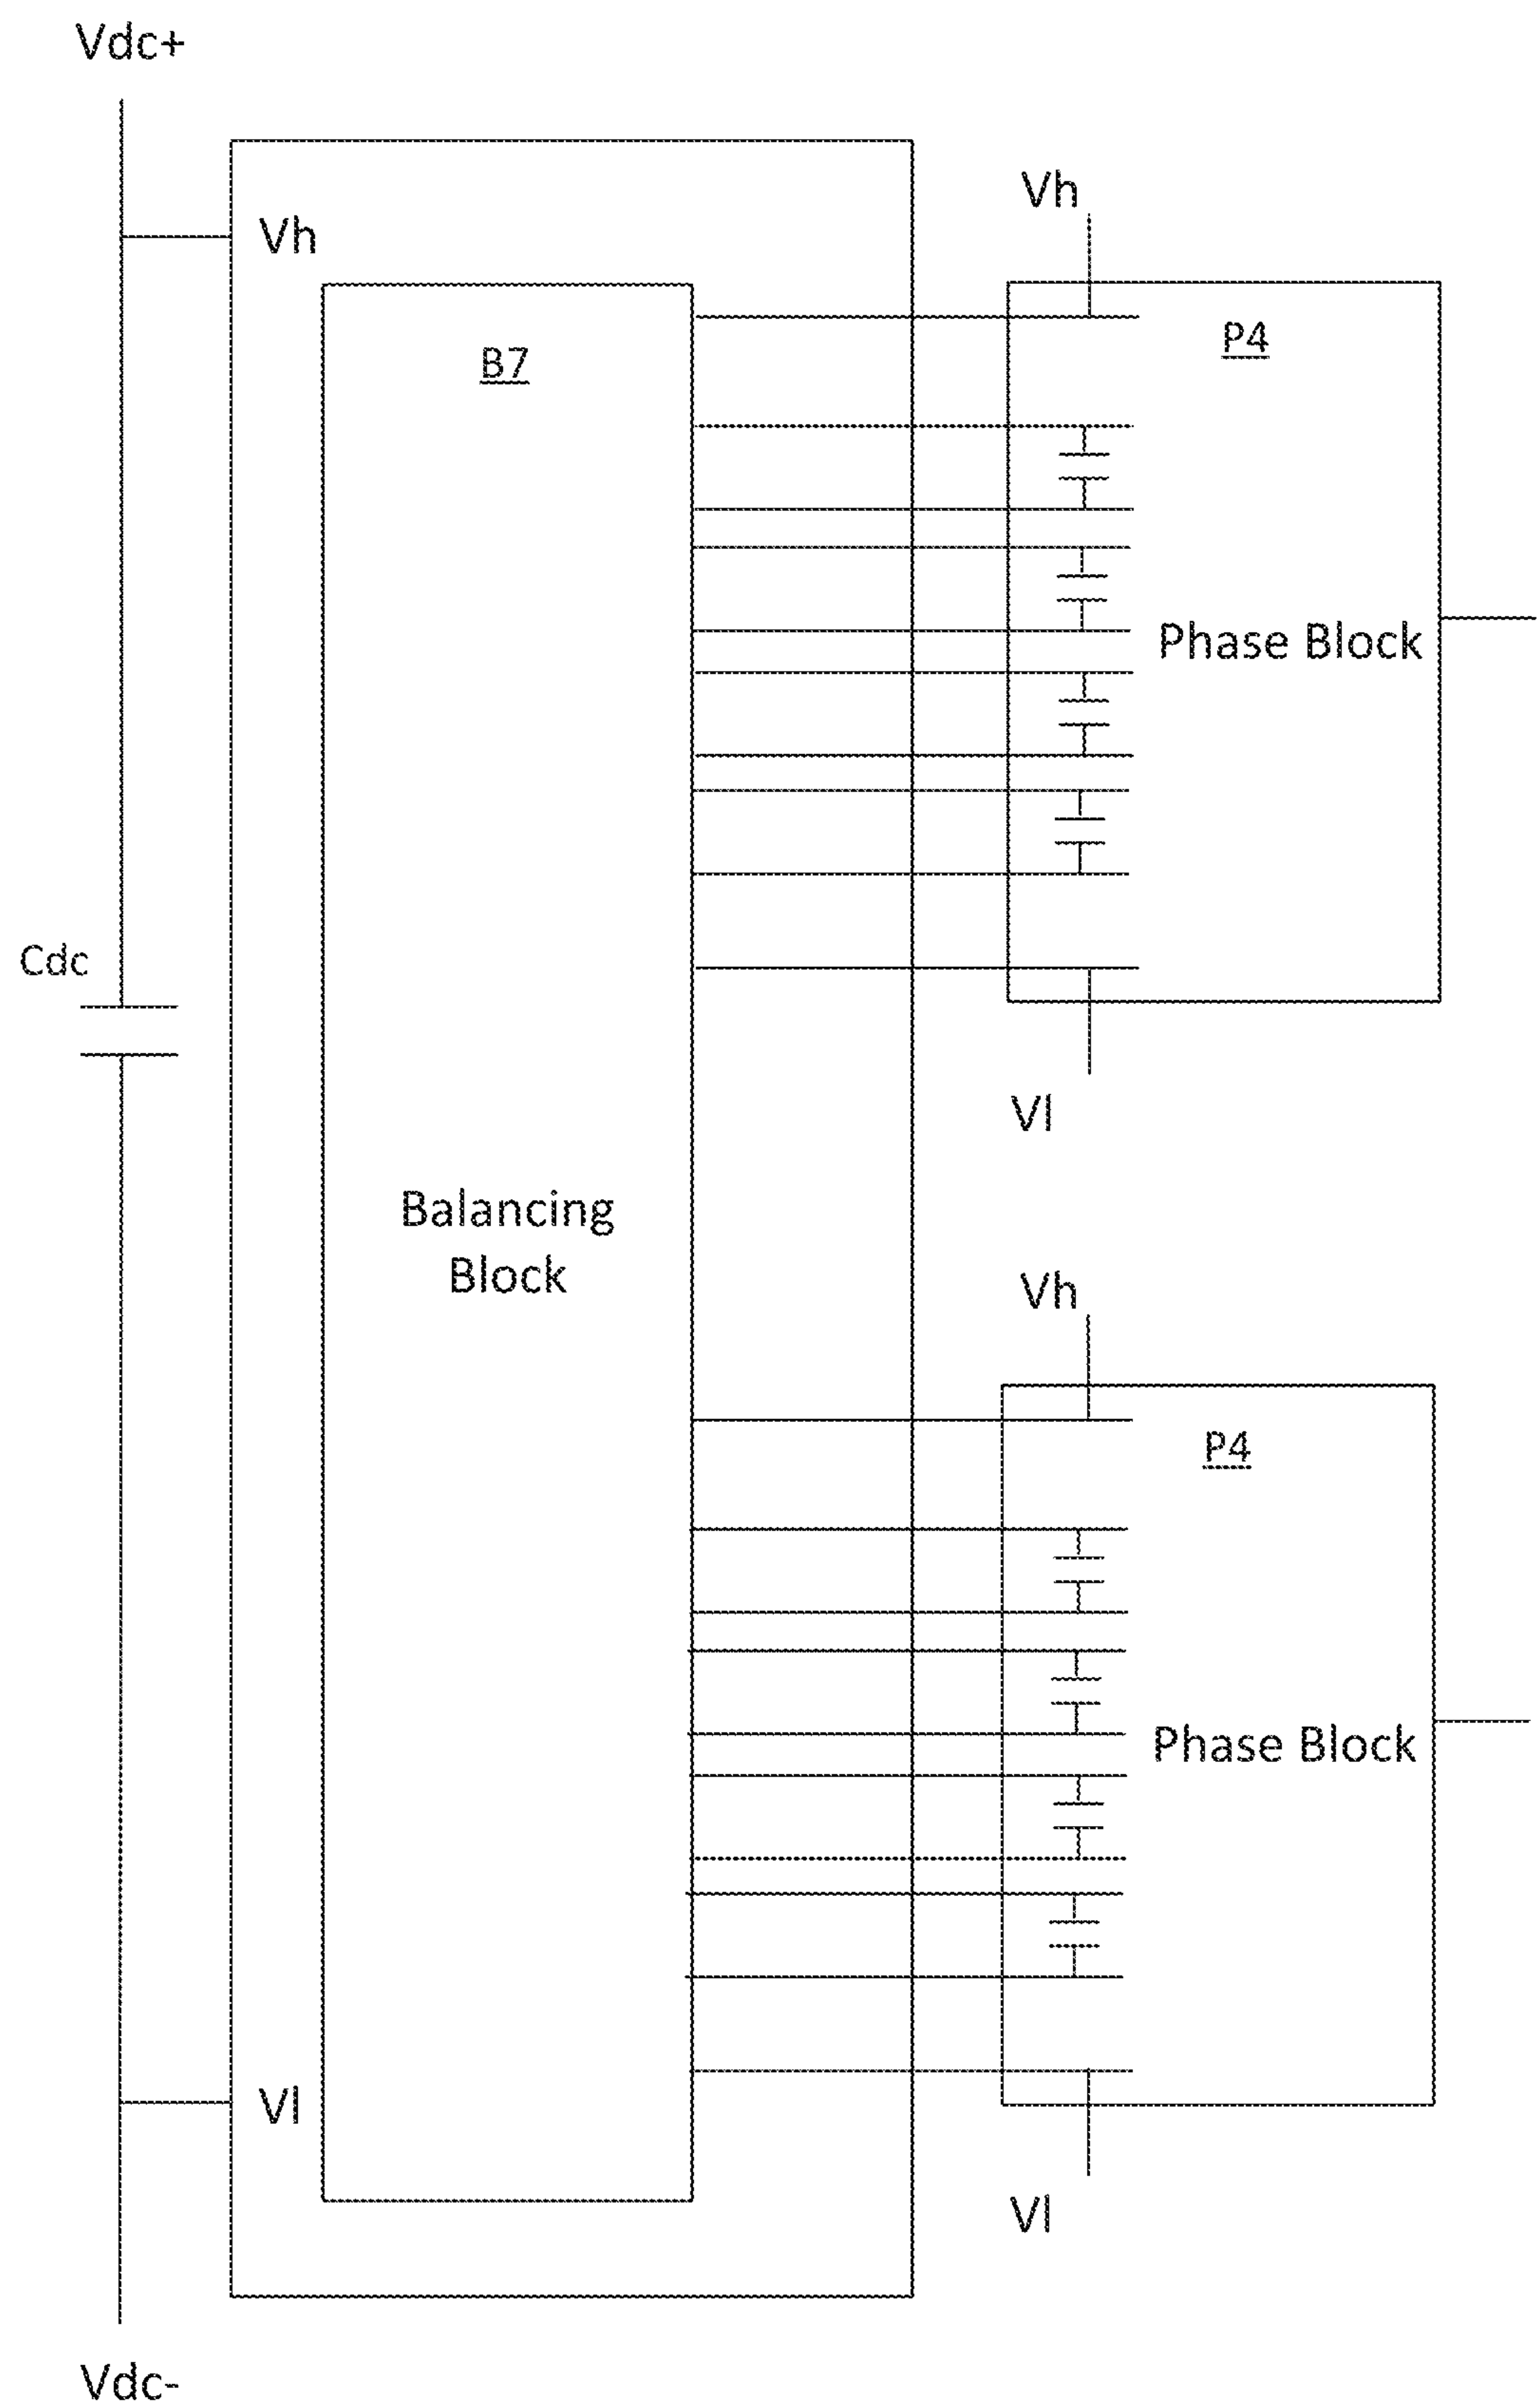 Vdc+
Vh
Vh
B7
P4
Phase Block
Cdc
Vl
Balancing
Block
Vh
P4
Phase Block
Vl
Vl
Vdc-